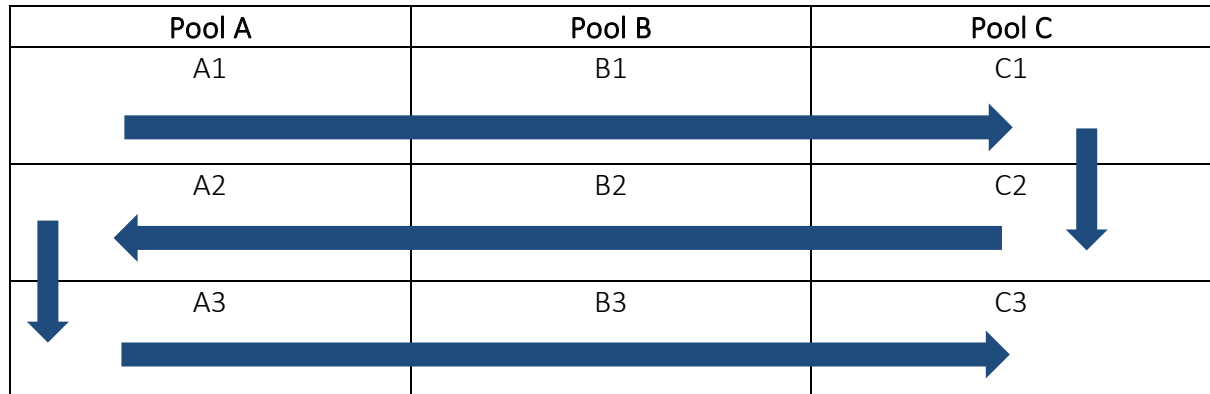 Pool A Pool B Pool C
A1 B1 C1
A2 B2 C2
A3 B3 C3